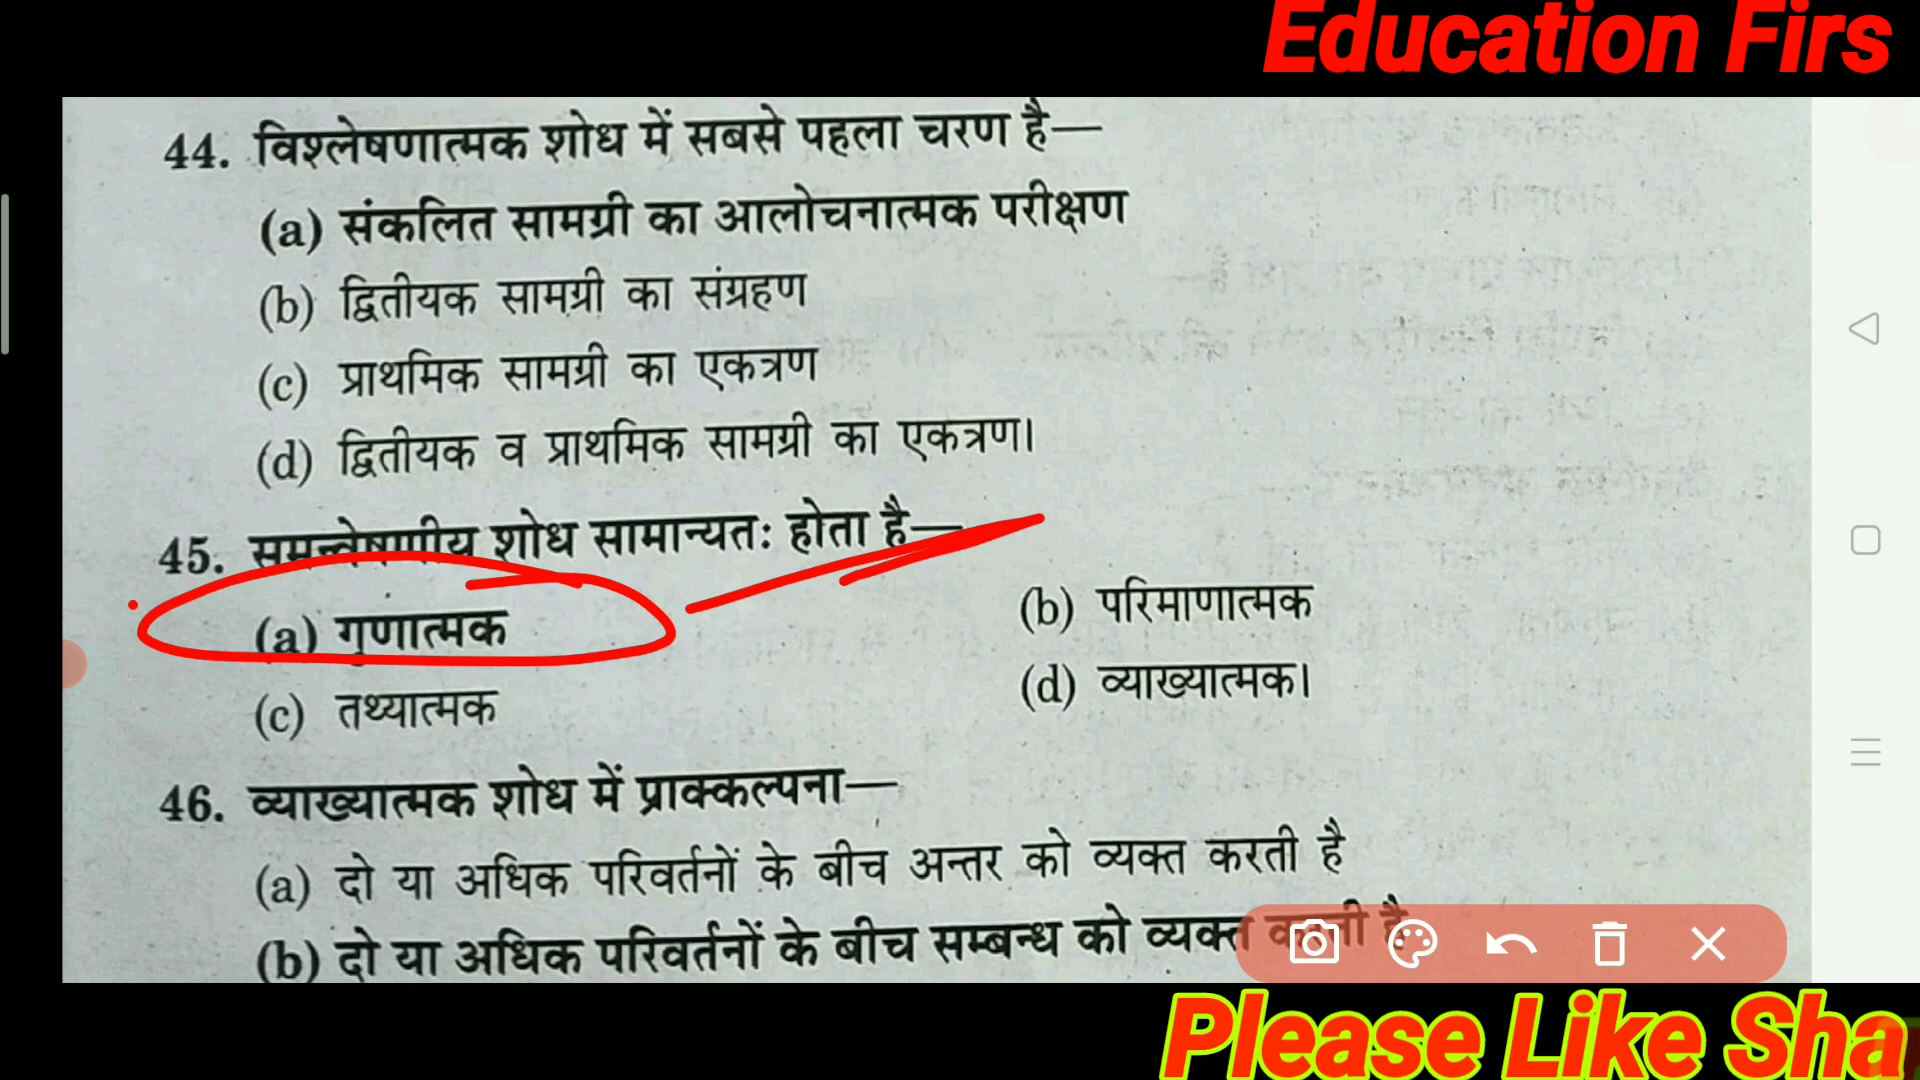 Education Firs
44. विश्लेषणात्मक शोध में सबसे पहला चरण है—
(a) संकलित सामग्री का आलोचनात्मक परीक्षण
(b) द्वितीयक सामग्री का संग्रहण
(c) प्राथमिक सामग्री का एकत्रण
(d) द्वितीयक व प्राथमिक सामग्री का एकत्रण।
45. समन्वेषणीय शोध सामान्यतः होता है—
(a) गुणात्मक
(b) परिमाणात्मक
(c) तथ्यात्मक
(d) व्याख्यात्मक।
46. व्याख्यात्मक शोध में प्राक्कल्पना—
(a) दो या अधिक परिवर्तनों के बीच अन्तर को व्यक्त करती है
(b) दो या अधिक परिवर्तनों के बीच सम्बन्ध को व्यक्त करती है
Please Like Sha